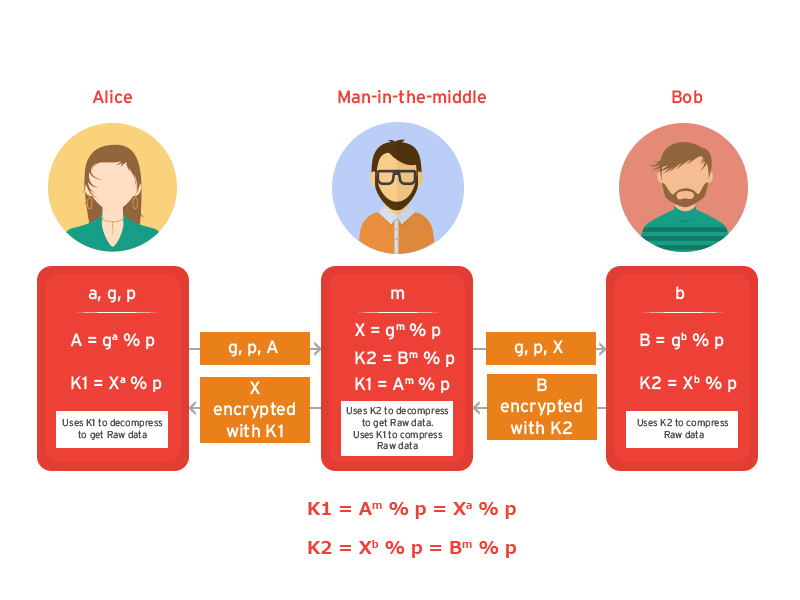 Alice
Man-in-the-middle
Bob
a, g, p
A = gᵃ % p
K1 = Xᵃ % p
Uses K1 to decompress
to get Raw data
g, p, A
X
encrypted
with K1
m
X = gᵐ % p
K2 = Bᵐ % p
K1 = Aᵐ % p
Uses K2 to decompress
to get Raw data.
Uses K1 to compress
Raw data
g, p, X
B
encrypted
with K2
b
B = gᵇ % p
K2 = Xᵇ % p
Uses K2 to compress
Raw data
K1 = Aᵐ % p = Xᵃ % p
K2 = Xᵇ % p = Bᵐ % p